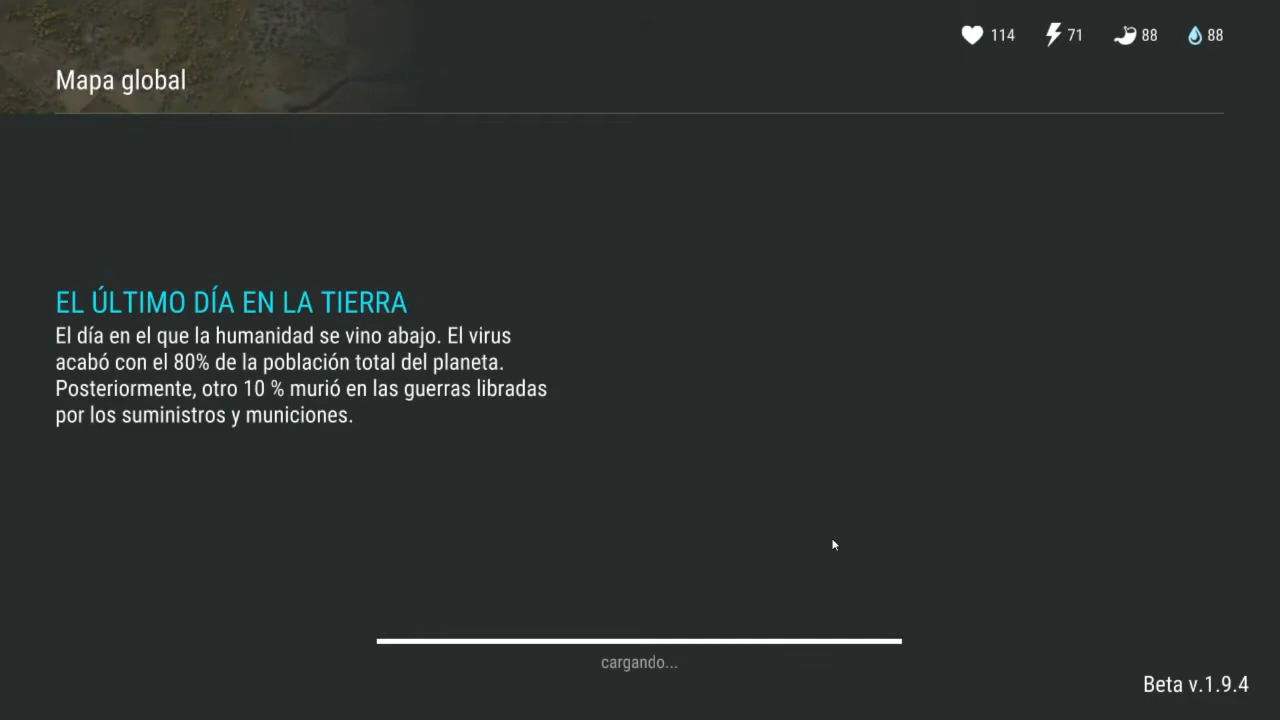 114 71 88 88
Mapa global
EL ÚLTIMO DÍA EN LA TIERRA
El día en el que la humanidad se vino abajo. El virus
acabó con el 80% de la población total del planeta.
Posteriormente, otro 10 % murió en las guerras libradas
por los suministros y municiones.
cargando...
Beta v.1.9.4